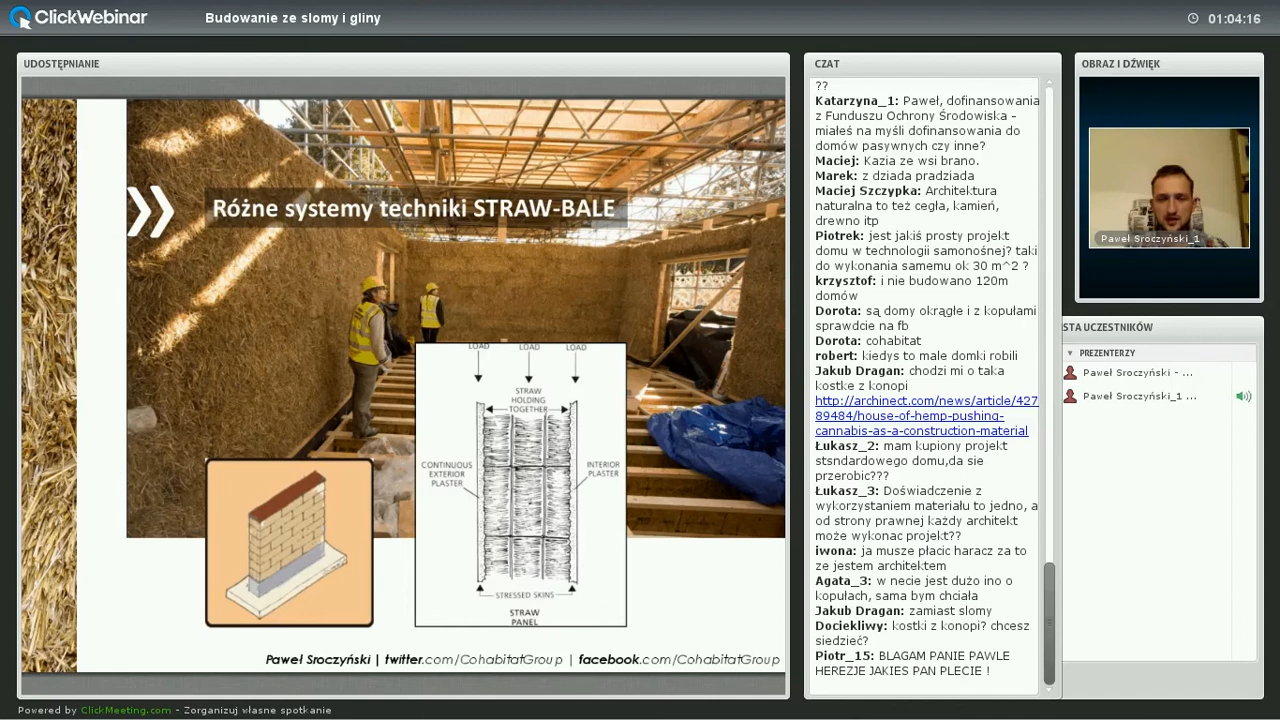 ClickWebinar
Budowanie ze slomy i gliny
01:04:16
UDOSTĘPNIANIE
Różne systemy techniki STRAW-BALE
LOAD LOAD LOAD
STRAW
HOLDING
TOGETHER
CONTINUOUS
EXTERIOR
PLASTER
INTERIOR
PLASTER
STRESSED SKINS
STRAW
PANEL
Paweł Sroczyński | twitter.com/CohabitatGroup | facebook.com/CohabitatGroup
CZAT
??
Katarzyna_1: Paweł, dofinansowania
z Funduszu Ochrony Środowiska -
miałeś na myśli dofinansowania do
domów pasywnych czy inne?
Maciej: Kazia ze wsi brano.
Marek: z dziada pradziada
Maciej Szczypka: Architektura
naturalna to też cegła, kamień,
drewno itp
Piotrek: jest jakiś prosty projekt
domu w technologii samonośnej? taki
do wykonania samemu ok 30 m^2 ?
krzysztof: i nie budowano 120m
domów
Dorota: są domy okrągłe i z kopułami
sprawdcie na fb
Dorota: cohabitat
robert: kiedys to male domki robili
Jakub Dragan: chodzi mi o taka
kostke z konopi
http://archinect.com/news/article/427
89484/house-of-hemp-pushing-
cannabis-as-a-construction-material
Łukasz_2: mam kupiony projekt
stsndardowego domu,da sie
przerobic???
Łukasz_3: Doświadczenie z
wykorzystaniem materiału to jedno, a
od strony prawnej każdy architekt
może wykonac projekt??
iwona: ja musze płacic haracz za to
ze jestem architektem
Agata_3: w necie jest dużo ino o
kopułach, sama bym chciała
Jakub Dragan: zamiast slomy
Dociekliwy: kostki z konopi? chcesz
siedzieć?
Piotr_15: BLAGAM PANIE PAWLE
HEREZJE JAKIES PAN PLECIE !
OBRAZ I DŹWIĘK
Paweł Sroczyński_1
STA UCZESTNIKÓW
PREZENTERZY
Paweł Sroczyński - ...
Paweł Sroczyński_1 ...
Powered by ClickMeeting.com - Zorganizuj własne spotkanie